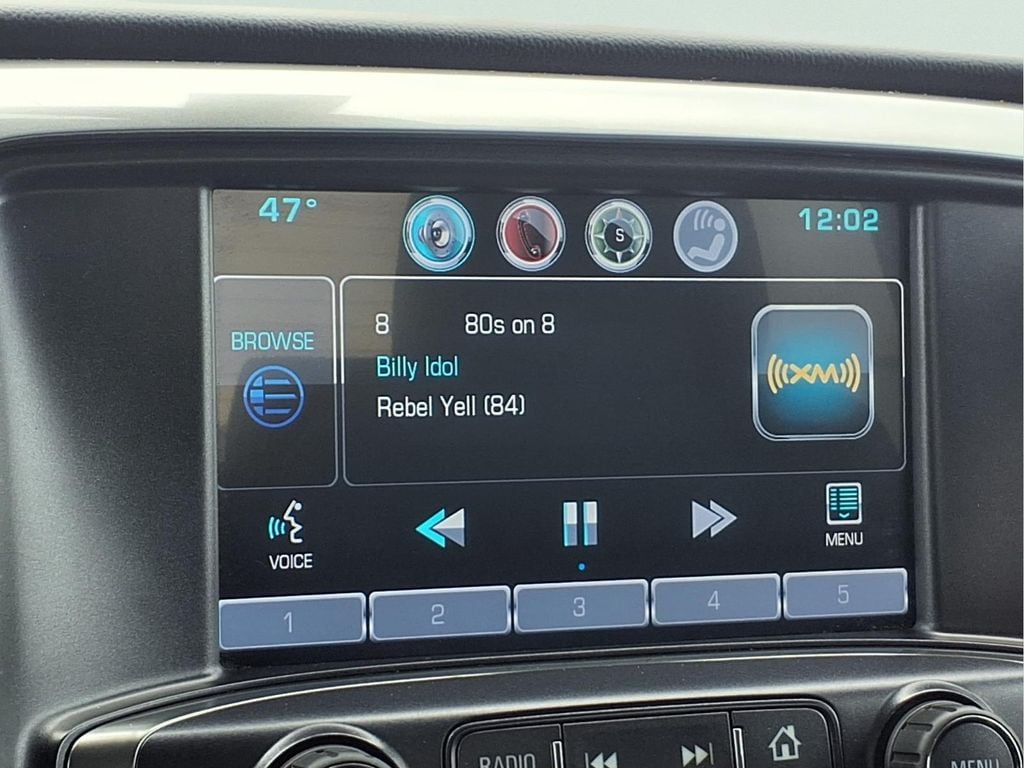 47°
S
12:02
BROWSE
8 80s on 8
Billy Idol
Rebel Yell (84)
XM
VOICE
MENU
1 2 3 4 5
RADIO
MENU